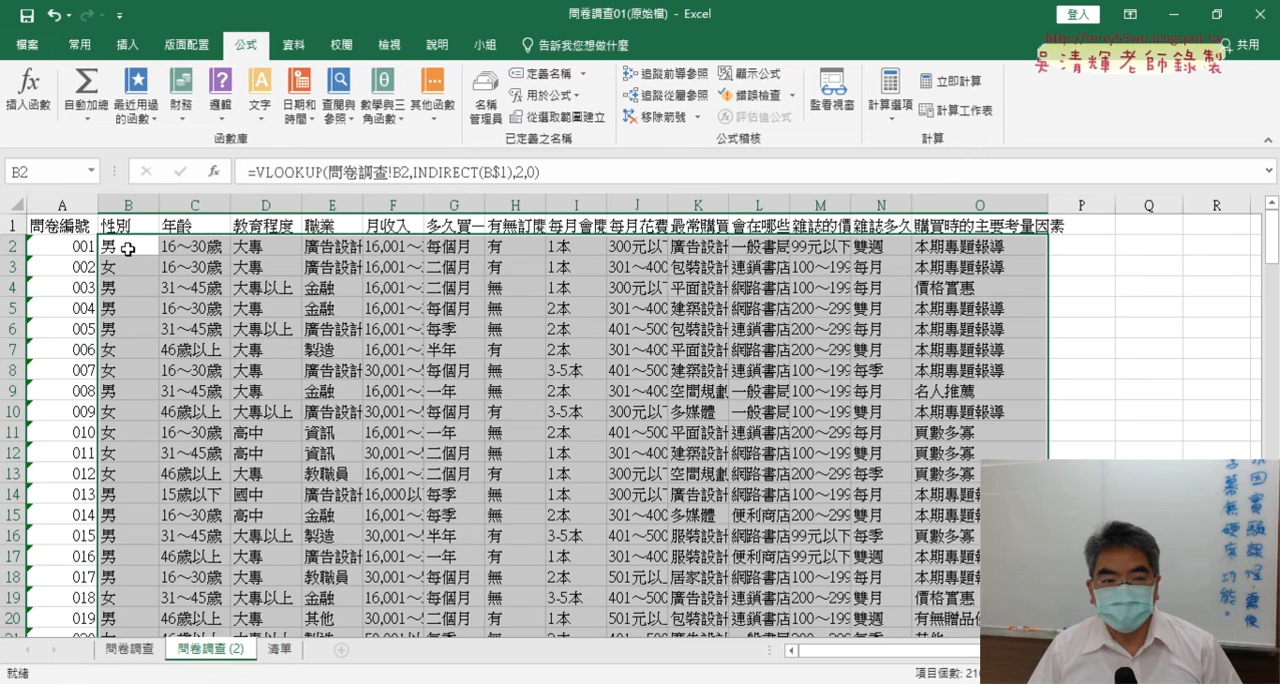 問卷調查01(原始檔) - Excel
登入
檔案 常用 插入 版面配置 公式 資料 校閱 檢視 說明 小組 告訴我您想做什麼 共用
http://terry55wu.blogspot.tw
吳清輝老師錄製
fx 插入函數
Σ 自動加總
最近用過的函數
財務
邏輯
文字
日期和時間
查閱與參照
數學與三角函數
其他函數
函數庫
名稱管理員
定義名稱
用於公式
從選取範圍建立
已定義之名稱
追蹤前導參照
追蹤從屬參照
移除箭號
顯示公式
錯誤檢查
評估值公式
公式稽核
監看視窗
計算選項
立即計算
計算工作表
計算
B2 fx =VLOOKUP(問卷調查!B2,INDIRECT(B$1),2,0)
A B C D E F G H I J K L M N O P Q R
1 問卷編號 性別 年齡 教育程度 職業 月收入 多久買一 有無訂閱 每月會閱 每月花費 最常購買 會在哪些 雜誌的價 雜誌多久 購買時的主要考量因素
2 001 男 16～30歲 大專 廣告設計 16,001～ 每個月 有 1本 300元以下 廣告設計 一般書局 99元以下 雙週 本期專題報導
3 002 女 16～30歲 大專 廣告設計 16,001～ 二個月 有 1本 301～400 包裝設計 連鎖書店 100～199 每月 本期專題報導
4 003 男 31～45歲 大專以上 金融 16,001～ 二個月 無 1本 300元以下 平面設計 網路書店 100～199 每月 價格實惠
5 004 男 16～30歲 大專 廣告設計 16,001～ 每個月 無 2本 301～400 建築設計 網路書店 200～299 雙月 本期專題報導
6 005 男 31～45歲 大專以上 廣告設計 16,001～ 每季 無 2本 401～500 包裝設計 連鎖書店 200～299 雙月 本期專題報導
7 006 女 46歲以上 大專 製造 16,001～ 半年 有 2本 301～400 平面設計 網路書店 200～299 雙月 本期專題報導
8 007 女 16～30歲 大專 廣告設計 30,001～ 每個月 無 3-5本 401～500 建築設計 網路書店 100～199 每季 本期專題報導
9 008 男 31～45歲 大專 金融 16,001～ 一年 無 2本 301～400 空間規劃 一般書局 100～199 每月 名人推薦
10 009 女 46歲以上 大專以上 廣告設計 30,001～ 每個月 有 3-5本 300元以下 多媒體 一般書局 100～199 雙月 本期專題報導
11 010 女 16～30歲 高中 資訊 16,001～ 一年 無 1本 401～500 平面設計 連鎖書店 200～299 每月 頁數多寡
12 011 女 31～45歲 高中 資訊 30,001～ 二個月 有 1本 401～500 建築設計 網路書店 200～299 每月 頁數多寡
13 012 女 46歲以上 大專 教職員 16,001～ 二個月 有 1本 300元以下 空間規劃 網路書店 200～299 每季 頁數多寡
14 013 男 15歲以下 國中 廣告設計 16,000以 每季 無 1本 300元以下 廣告設計 網路書店 100～199 每月 本期專題報導
15 014 男 16～30歲 高中 金融 16,001～ 每個月 無 2本 401～500 多媒體 便利商店 200～299 雙月 本期專題報導
16 015 男 31～45歲 大專以上 製造 30,001～ 半年 有 3-5本 401～500 服裝設計 網路書店 99元以下 每季 頁數多寡
17 016 男 46歲以上 大專 廣告設計 16,001～ 一年 有 1本 301～400 服裝設計 便利商店 99元以下 雙週 本期專題報導
18 017 男 16～30歲 大專 教職員 30,001～ 每個月 無 2本 501元以上 居家設計 網路書店 100～199 每月 本期專題報導
19 018 女 31～45歲 大專以上 金融 16,001～ 每個月 無 3-5本 401～500 廣告設計 網路書店 100～199 每月 價格實惠
20 019 男 46歲以上 大專 其他 30,001～ 二個月 有 1本 501元以上 包裝設計 連鎖書店 100～199 雙週 有無贈品
問卷調查 問卷調查 (2) 清單
就緒